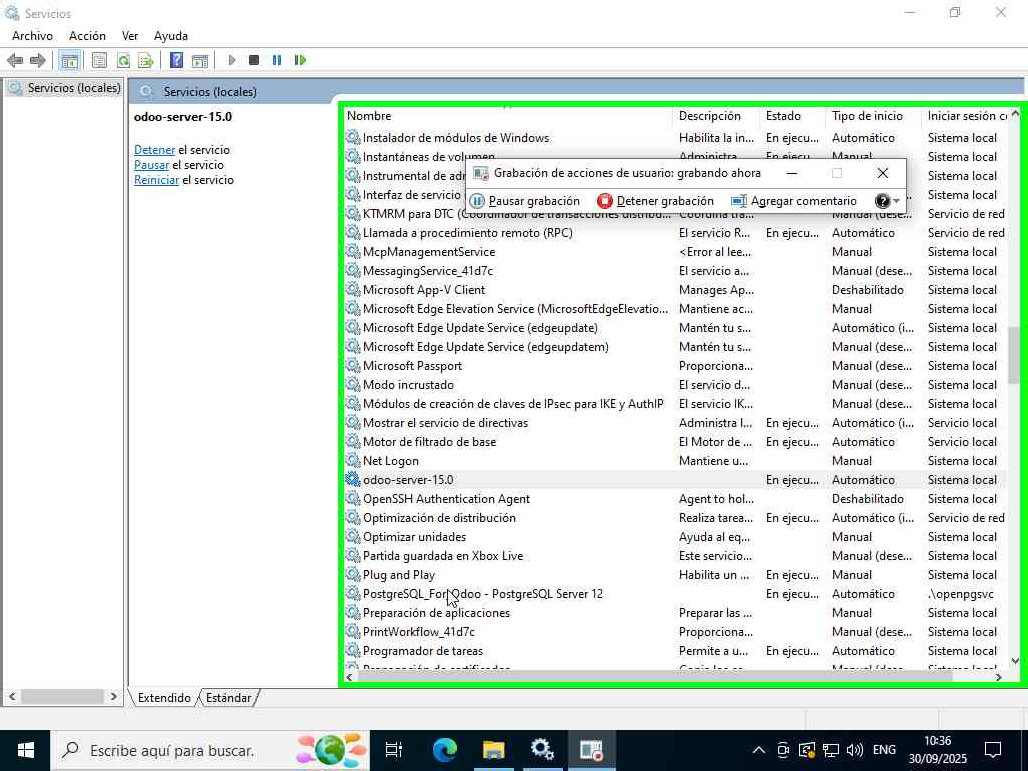 Servicios
Archivo Acción Ver Ayuda
Servicios (locales)
Servicios (locales)
odoo-server-15.0
Detener el servicio
Pausar el servicio
Reiniciar el servicio
Nombre Descripción Estado Tipo de inicio Iniciar sesión
Instalador de módulos de Windows Habilita la in... En ejecu... Automático Sistema local
Instantáneas de volumen Administra En ejecu Manual Sistema local
Instrumental de Sistema local
Interfaz de servicio Sistema local
KTMRM para DTC (Coordinador de transacciones distribu... Coordina tra... Servicio de red
Grabación de acciones de usuario: grabando ahora
Pausar grabación Detener grabación Agregar comentario
Llamada a procedimiento remoto (RPC) El servicio R... En ejecu... Automático Servicio de red
McpManagementService <Error al lee... Manual Sistema local
MessagingService_41d7c El servicio a... Manual (dese... Sistema local
Microsoft App-V Client Manages Ap... Deshabilitado Sistema local
Microsoft Edge Elevation Service (MicrosoftEdgeElevatio... Mantiene ac... Manual Sistema local
Microsoft Edge Update Service (edgeupdate) Mantén tu s... Automático (i... Sistema local
Microsoft Edge Update Service (edgeupdatem) Mantén tu s... Manual (dese... Sistema local
Microsoft Passport Proporciona... Manual (dese... Sistema local
Modo incrustado El servicio d... Manual (dese... Sistema local
Módulos de creación de claves de IPsec para IKE y AuthIP El servicio IK... Manual (dese... Sistema local
Mostrar el servicio de directivas Administra l... En ejecu... Automático (i... Servicio local
Motor de filtrado de base El Motor de ... En ejecu... Automático Servicio local
Net Logon Mantiene u... Manual Sistema local
odoo-server-15.0 En ejecu... Automático Sistema local
OpenSSH Authentication Agent Agent to hol... Deshabilitado Sistema local
Optimización de distribución Realiza tarea... En ejecu... Automático (i... Servicio de red
Optimizar unidades Ayuda al eq... Manual Sistema local
Partida guardada en Xbox Live Este servicio... Manual (dese... Sistema local
Plug and Play Habilita un ... En ejecu... Manual Sistema local
PostgreSQL_For_Odoo - PostgreSQL Server 12 En ejecu... Automático .\openpgsvc
Preparación de aplicaciones Preparar las ... Manual Sistema local
PrintWorkflow_41d7c Proporciona... Manual (dese... Sistema local
Programador de tareas Permite a u... En ejecu... Automático Sistema local
Extendido Estándar
Escribe aquí para buscar.
ENG
10:36
30/09/2025